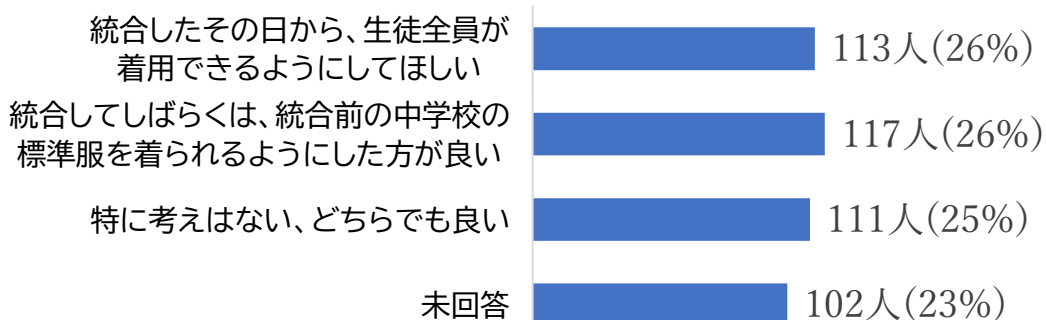 統合したその日から、生徒全員が
着用できるようにしてほしい
113人(26%)
統合してしばらくは、統合前の中学校の
標準服を着られるようにした方が良い
117人(26%)
特に考えはない、どちらでも良い
111人(25%)
未回答
102人(23%)